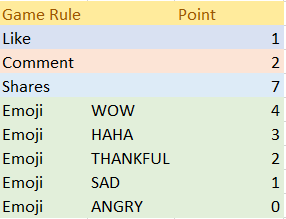 Game Rule Point
Like 1
Comment 2
Shares 7
Emoji WOW 4
Emoji HAHA 3
Emoji THANKFUL 2
Emoji SAD 1
Emoji ANGRY 0